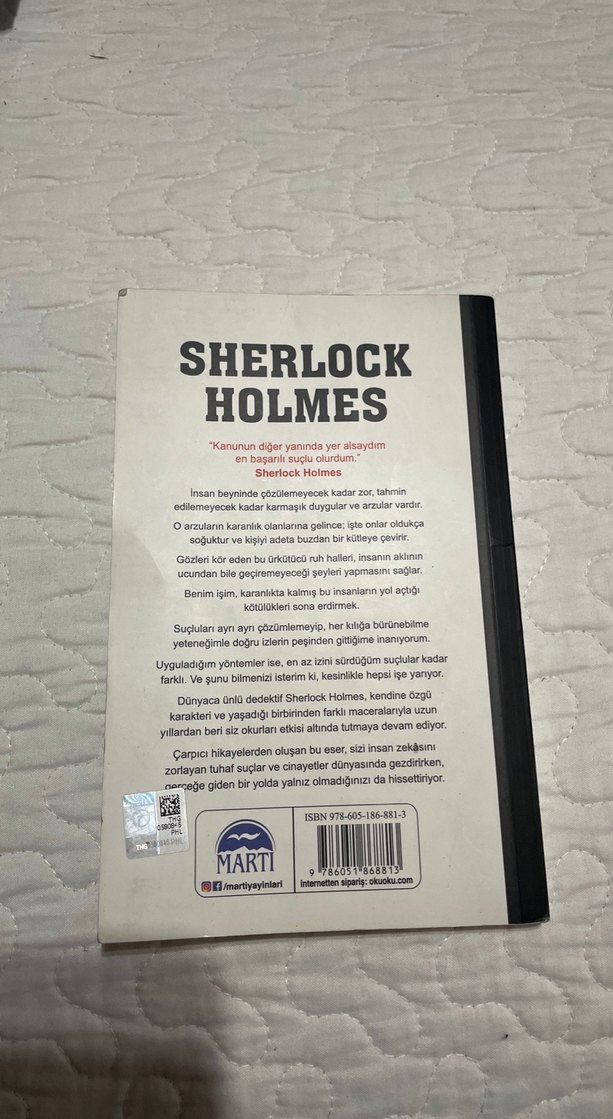 SHERLOCK
HOLMES
"Kanunun diğer yanında yer alsaydım
en başarılı suçlu olurdum."
Sherlock Holmes
İnsan beyninde çözülemeyecek kadar zor, tahmin
edilemeyecek kadar karmaşık duygular ve arzular vardır.
O arzuların karanlık olanlarına gelince; işte onlar oldukça
soğuktur ve kişiyi adeta buzdan bir kütleye çevirir.
Gözleri kör eden bu ürkütücü ruh halleri, insanın aklının
ucundan bile geçiremeyeceği şeyleri yapmasını sağlar.
Benim işim, karanlıkta kalmış bu insanların yol açtığı
kötülükleri sona erdirmek.
Suçluları ayrı ayrı çözümlemeyip, her kılığa bürünebilme
yeteneğimle doğru izlerin peşinden gittiğime inanıyorum.
Uyguladığım yöntemler ise, en az izini sürdüğüm suçlular kadar
farklı. Ve şunu bilmenizi isterim ki, kesinlikle hepsi işe yarıyor.
Dünyaca ünlü dedektif Sherlock Holmes, kendine özgü
karakteri ve yaşadığı birbirinden farklı maceralarıyla uzun
yıllardan beri siz okurları etkisi altında tutmaya devam ediyor.
Çarpıcı hikayelerden oluşan bu eser, sizi insan zekâsını
zorlayan tuhaf suçlar ve cinayetler dünyasında gezdirirken,
gerçeğe giden bir yolda yalnız olmadığınızı da hissettiriyor.
THG
0580845
PHL
MARTI
/martiyayinlari
ISBN 978-605-186-881-3
9 786051 868813
internetten sipariş: okuoku.com